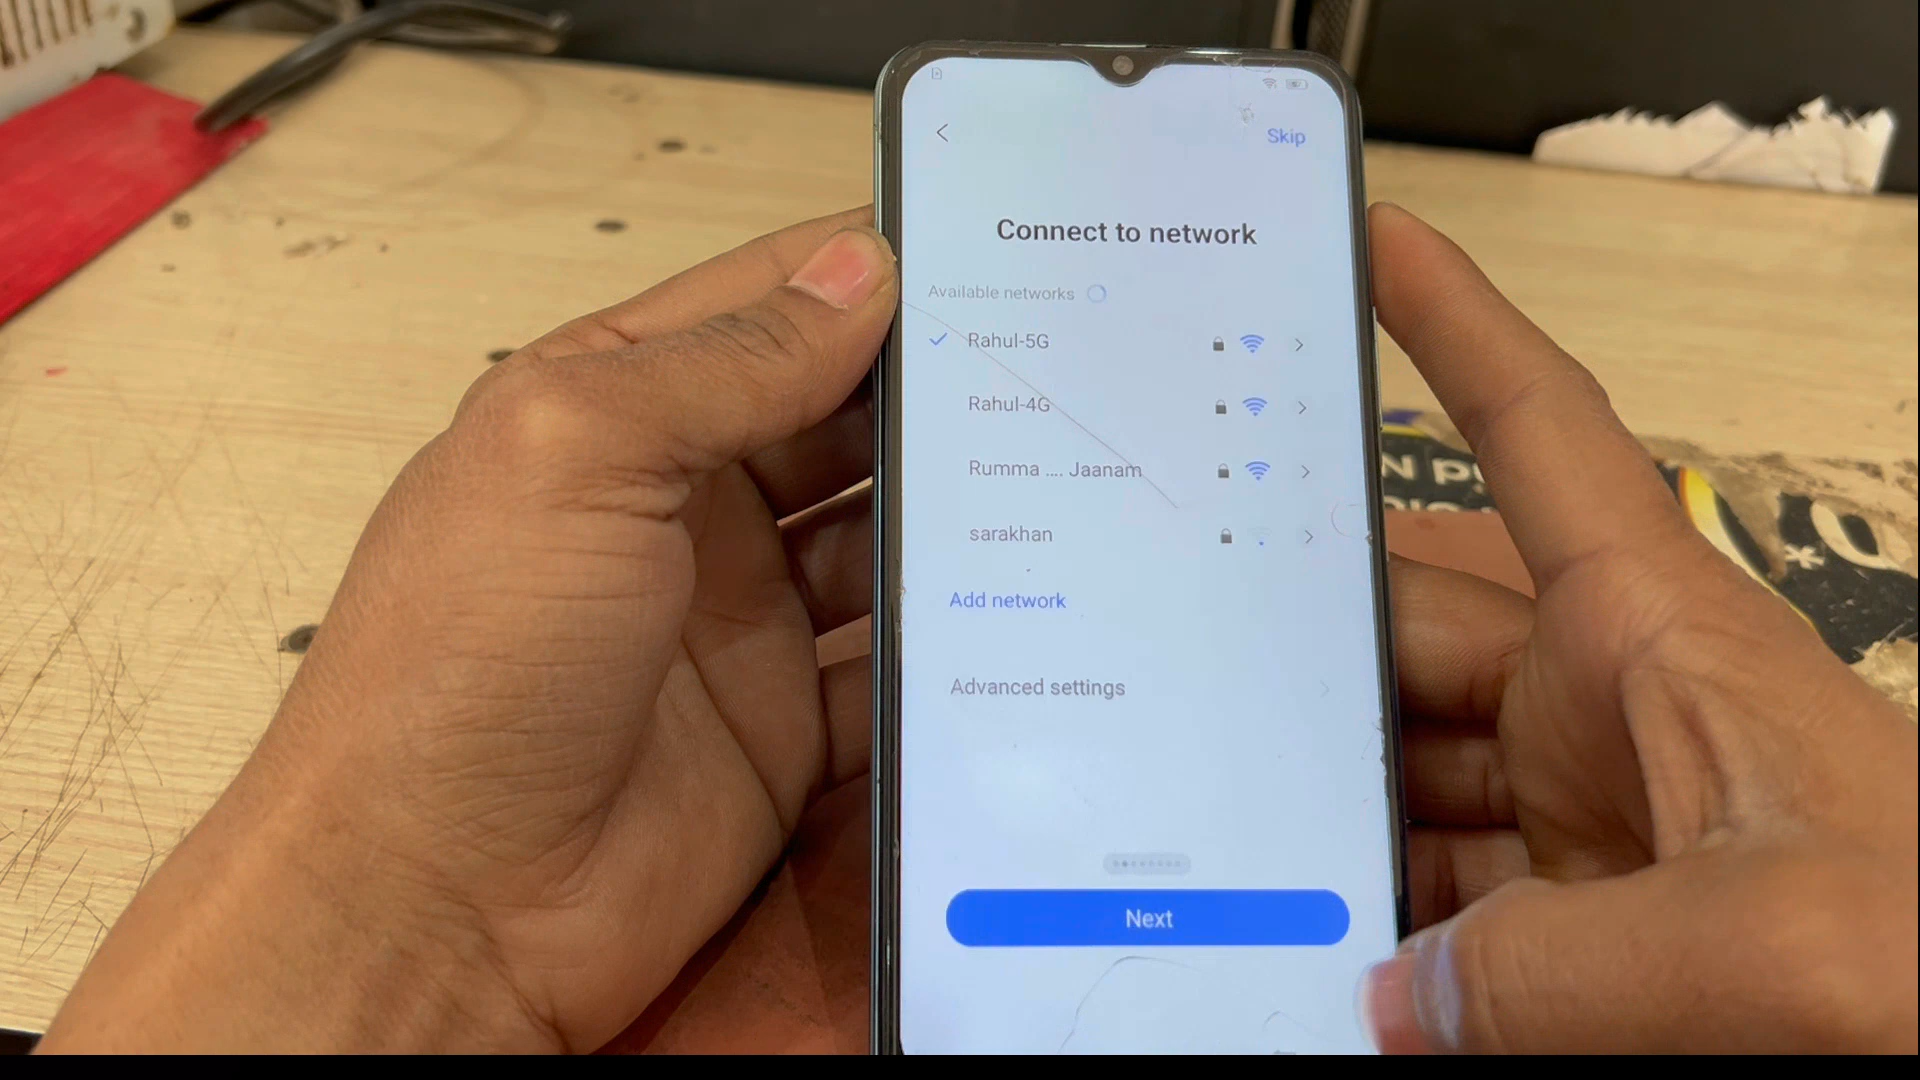 Skip
Connect to network
Available networks
Rahul-5G
Rahul-4G
Rumma .... Jaanam
sarakhan
Add network
Advanced settings
Next